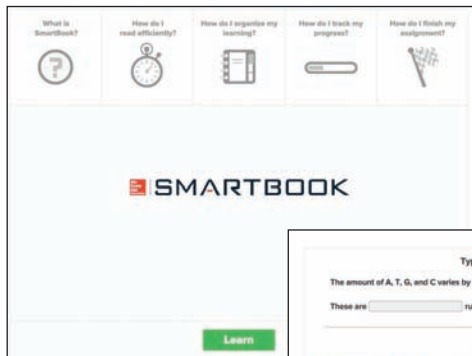 What is
SmartBook?
How do I
read efficiently?
How do I organize my
learning?
How do I track my
progress?
How do I finish my
assignment?
SMARTBOOK
Learn
The amount of A, T, G, and C varies by
These are